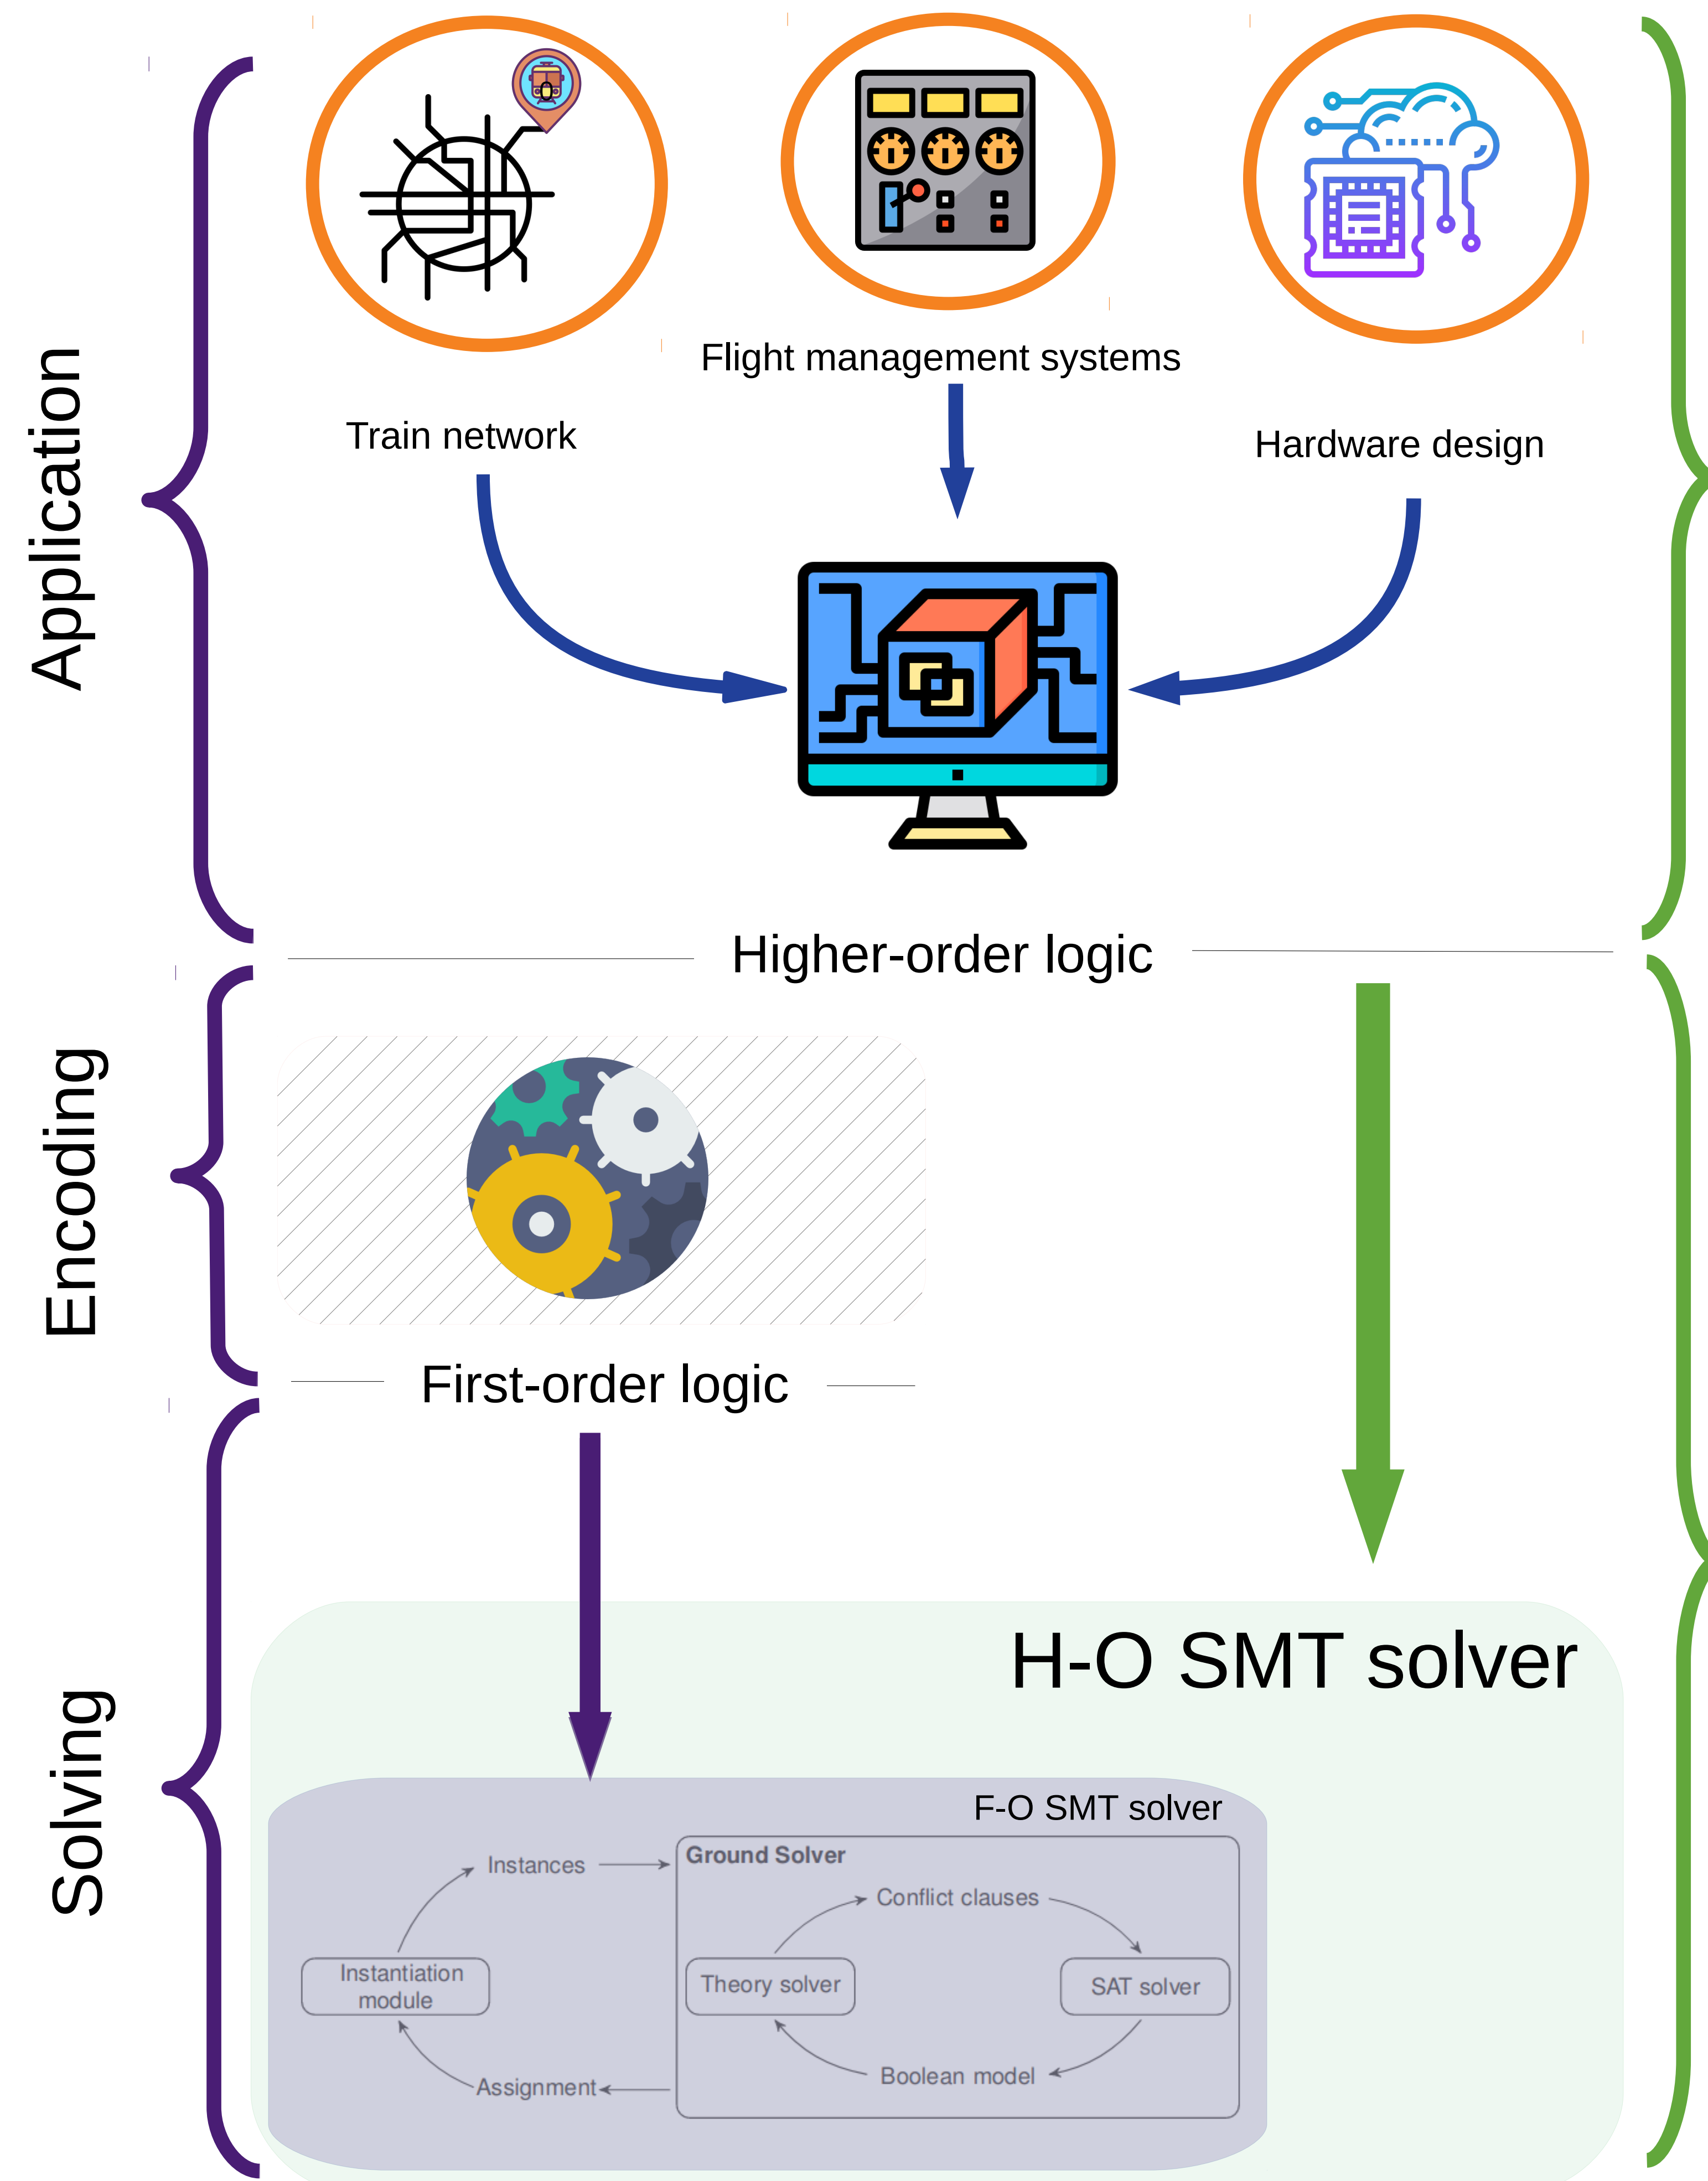 Application
Flight management systems
Train network
Hardware design
Higher-order logic
Encoding
First-order logic
Solving
H-O SMT solver
F-O SMT solver
Ground Solver
Instances
Conflict clauses
Instantiation
module
Theory solver
SAT solver
Boolean model
Assignment